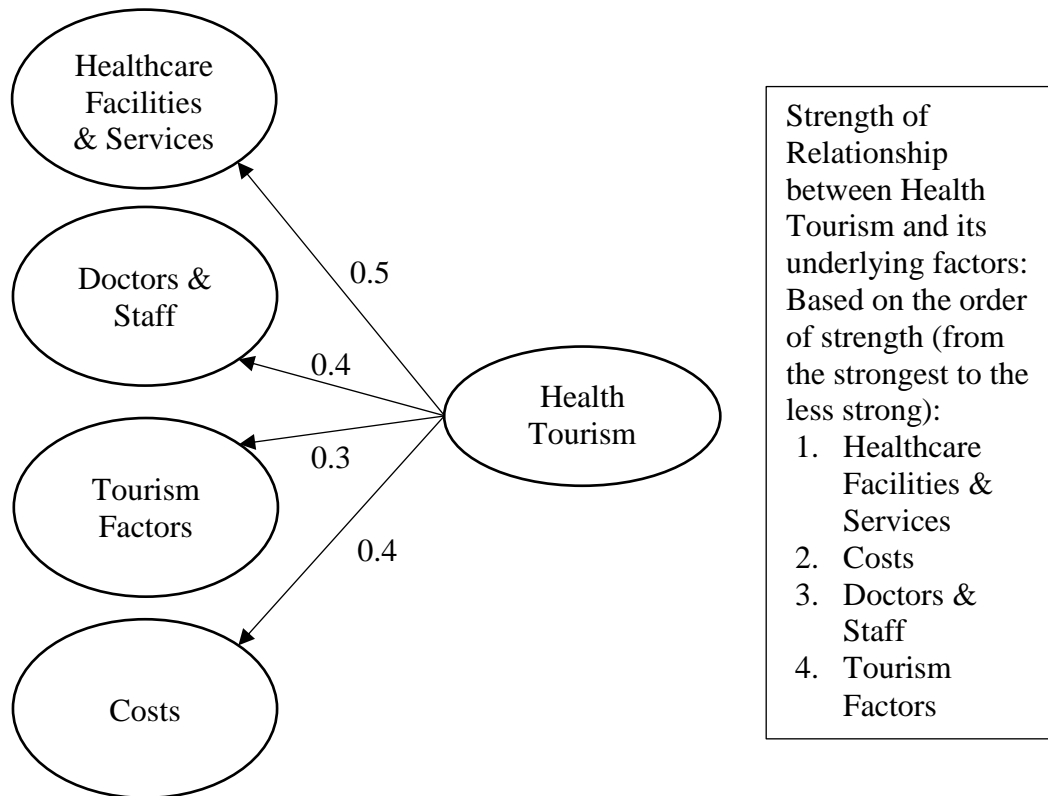 Healthcare
Facilities
& Services
Doctors &
Staff
Tourism
Factors
Costs
0.5
0.4
0.3
0.4
Health
Tourism
Strength of
Relationship
between Health
Tourism and its
underlying factors:
Based on the order
of strength (from
the strongest to the
less strong):
1. Healthcare
Facilities &
Services
2. Costs
3. Doctors &
Staff
4. Tourism
Factors